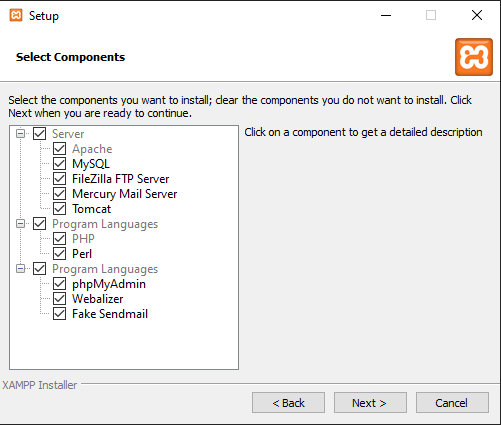 Setup
Select Components
Select the components you want to install; clear the components you do not want to install. Click
Next when you are ready to continue.
Server
Apache
MySQL
FileZilla FTP Server
Mercury Mail Server
Tomcat
Program Languages
PHP
Perl
Program Languages
phpMyAdmin
Webalizer
Fake Sendmail
Click on a component to get a detailed description
XAMPP Installer
< Back
Next >
Cancel